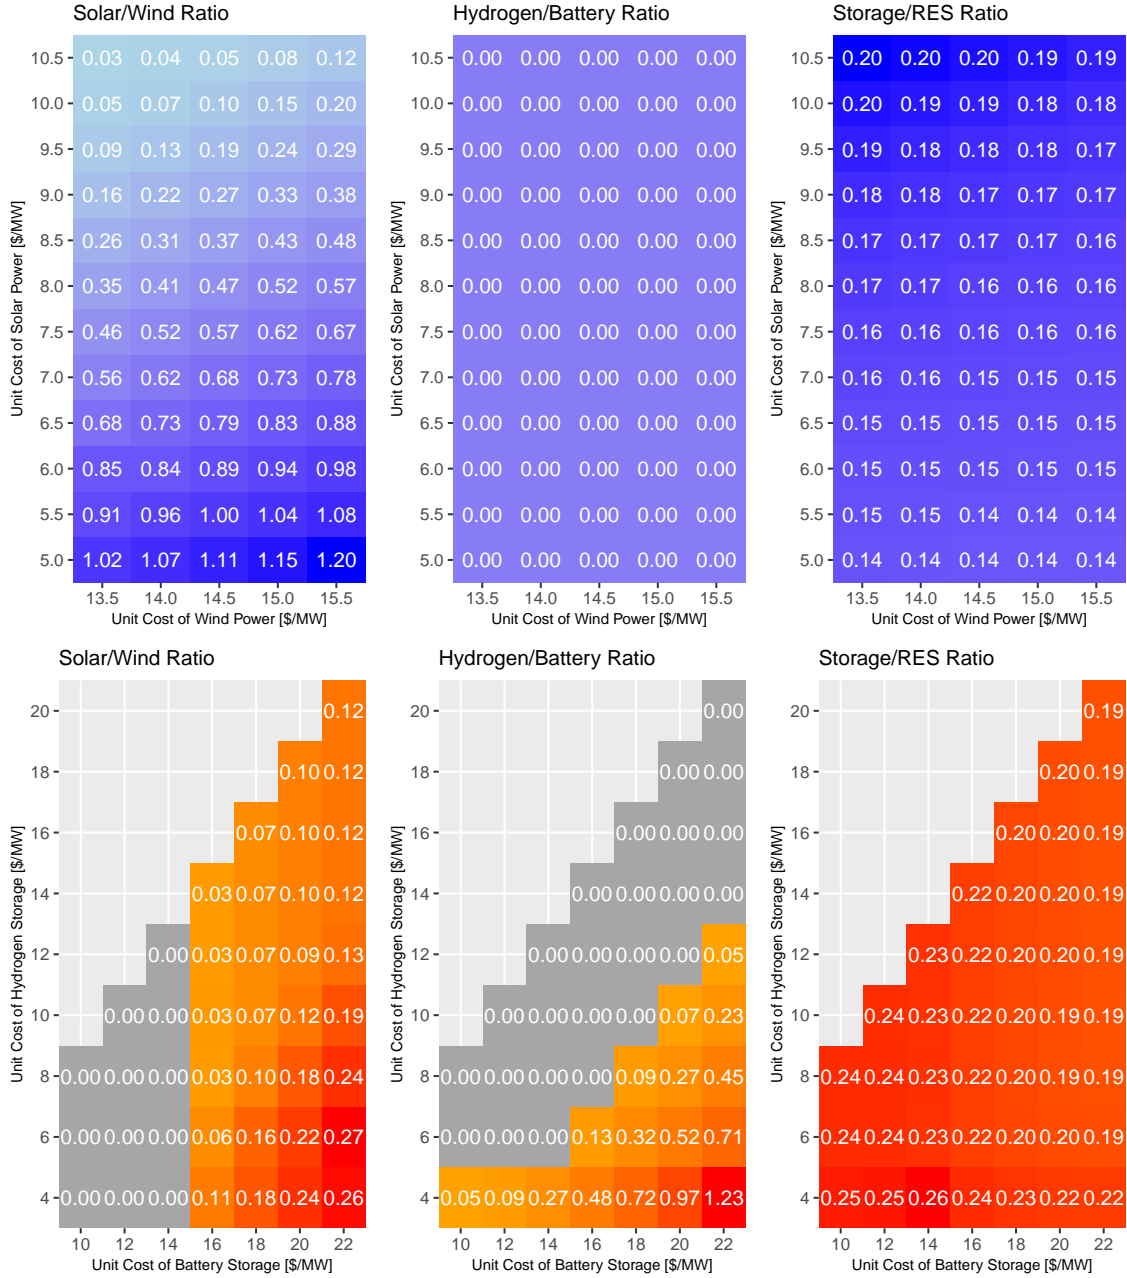 Solar/Wind Ratio
Unit Cost of Solar Power [$/MW]
10.5 0.03 0.04 0.05 0.08 0.12
10.0 0.05 0.07 0.10 0.15 0.20
9.5 0.09 0.13 0.19 0.24 0.29
9.0 0.16 0.22 0.27 0.33 0.38
8.5 0.26 0.31 0.37 0.43 0.48
8.0 0.35 0.41 0.47 0.52 0.57
7.5 0.46 0.52 0.57 0.62 0.67
7.0 0.56 0.62 0.68 0.73 0.78
6.5 0.68 0.73 0.79 0.83 0.88
6.0 0.85 0.84 0.89 0.94 0.98
5.5 0.91 0.96 1.00 1.04 1.08
5.0 1.02 1.07 1.11 1.15 1.20
13.5 14.0 14.5 15.0 15.5
Unit Cost of Wind Power [$/MW]
Hydrogen/Battery Ratio
Unit Cost of Solar Power [$/MW]
10.5 0.00 0.00 0.00 0.00 0.00
10.0 0.00 0.00 0.00 0.00 0.00
9.5 0.00 0.00 0.00 0.00 0.00
9.0 0.00 0.00 0.00 0.00 0.00
8.5 0.00 0.00 0.00 0.00 0.00
8.0 0.00 0.00 0.00 0.00 0.00
7.5 0.00 0.00 0.00 0.00 0.00
7.0 0.00 0.00 0.00 0.00 0.00
6.5 0.00 0.00 0.00 0.00 0.00
6.0 0.00 0.00 0.00 0.00 0.00
5.5 0.00 0.00 0.00 0.00 0.00
5.0 0.00 0.00 0.00 0.00 0.00
13.5 14.0 14.5 15.0 15.5
Unit Cost of Wind Power [$/MW]
Storage/RES Ratio
Unit Cost of Solar Power [$/MW]
10.5 0.20 0.20 0.20 0.19 0.19
10.0 0.20 0.19 0.19 0.18 0.18
9.5 0.19 0.18 0.18 0.18 0.17
9.0 0.18 0.18 0.17 0.17 0.17
8.5 0.17 0.17 0.17 0.17 0.16
8.0 0.17 0.17 0.16 0.16 0.16
7.5 0.16 0.16 0.16 0.16 0.16
7.0 0.16 0.16 0.15 0.15 0.15
6.5 0.15 0.15 0.15 0.15 0.15
6.0 0.15 0.15 0.15 0.15 0.15
5.5 0.15 0.15 0.14 0.14 0.14
5.0 0.14 0.14 0.14 0.14 0.14
13.5 14.0 14.5 15.0 15.5
Unit Cost of Wind Power [$/MW]
Solar/Wind Ratio
Unit Cost of Hydrogen Storage [$/MW]
20 0.12
18 0.10 0.12
16 0.07 0.10 0.12
14 0.03 0.07 0.10 0.12
12 0.00 0.03 0.07 0.09 0.13
10 0.00 0.00 0.03 0.07 0.12 0.19
8 0.00 0.00 0.00 0.03 0.10 0.18 0.24
6 0.00 0.00 0.00 0.06 0.16 0.22 0.27
4 0.00 0.00 0.00 0.11 0.18 0.24 0.26
10 12 14 16 18 20 22
Unit Cost of Battery Storage [$/MW]
Hydrogen/Battery Ratio
Unit Cost of Hydrogen Storage [$/MW]
20 0.00
18 0.00 0.00
16 0.00 0.00 0.00
14 0.00 0.00 0.00 0.00
12 0.00 0.00 0.00 0.00 0.05
10 0.00 0.00 0.00 0.00 0.07 0.23
8 0.00 0.00 0.00 0.00 0.09 0.27 0.45
6 0.00 0.00 0.00 0.13 0.32 0.52 0.71
4 0.05 0.09 0.27 0.48 0.72 0.97 1.23
10 12 14 16 18 20 22
Unit Cost of Battery Storage [$/MW]
Storage/RES Ratio
Unit Cost of Hydrogen Storage [$/MW]
20 0.19
18 0.20 0.19
16 0.20 0.20 0.19
14 0.22 0.20 0.20 0.19
12 0.23 0.22 0.20 0.20 0.19
10 0.24 0.23 0.22 0.20 0.19 0.19
8 0.24 0.24 0.23 0.22 0.20 0.19 0.19
6 0.24 0.24 0.23 0.22 0.20 0.20 0.19
4 0.25 0.25 0.26 0.24 0.23 0.22 0.22
10 12 14 16 18 20 22
Unit Cost of Battery Storage [$/MW]